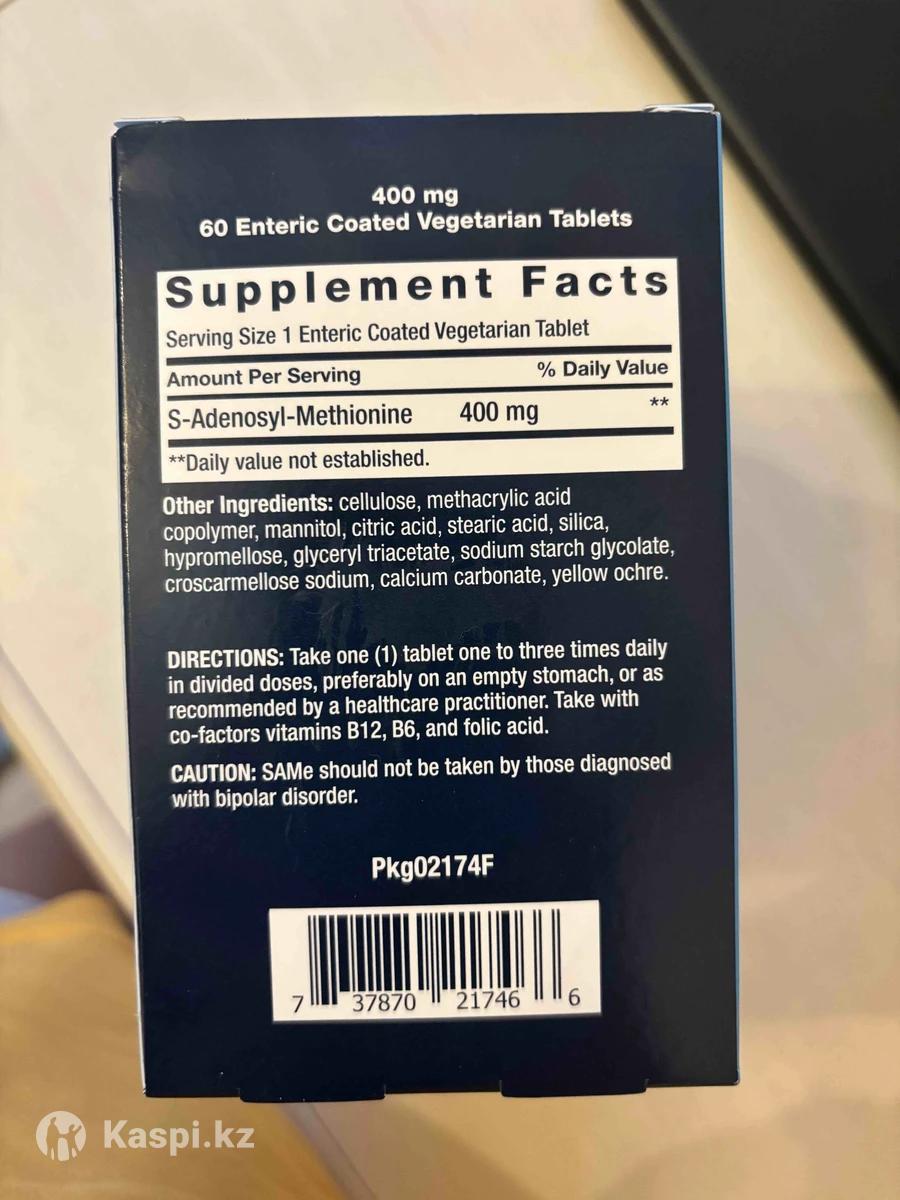 400 mg
60 Enteric Coated Vegetarian Tablets
Supplement Facts
Serving Size 1 Enteric Coated Vegetarian Tablet
Amount Per Serving % Daily Value
S-Adenosyl-Methionine 400 mg **
**Daily value not established.
Other Ingredients: cellulose, methacrylic acid
copolymer, mannitol, citric acid, stearic acid, silica,
hypromellose, glyceryl triacetate, sodium starch glycolate,
croscarmellose sodium, calcium carbonate, yellow ochre.
DIRECTIONS: Take one (1) tablet one to three times daily
in divided doses, preferably on an empty stomach, or as
recommended by a healthcare practitioner. Take with
co-factors vitamins B12, B6, and folic acid.
CAUTION: SAMe should not be taken by those diagnosed
with bipolar disorder.
Pkg02174F
7 37870 21746 6
Kaspi.kz